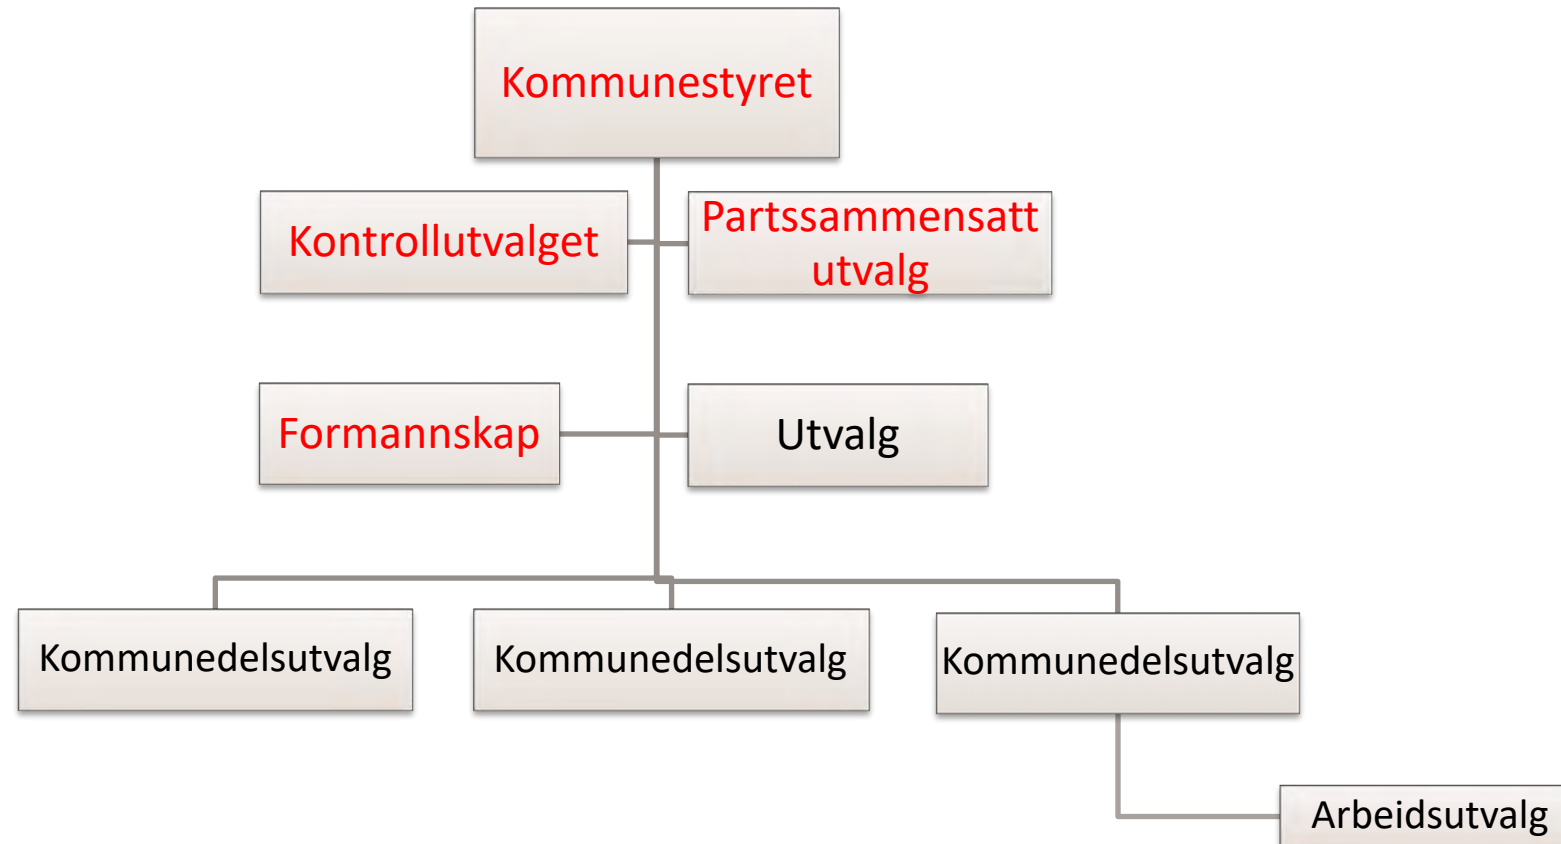 Kommunestyret
Kontrollutvalget
Partssammensatt
utvalg
Formannskap
Utvalg
Kommunedelsutvalg
Kommunedelsutvalg
Kommunedelsutvalg
Arbeidsutvalg